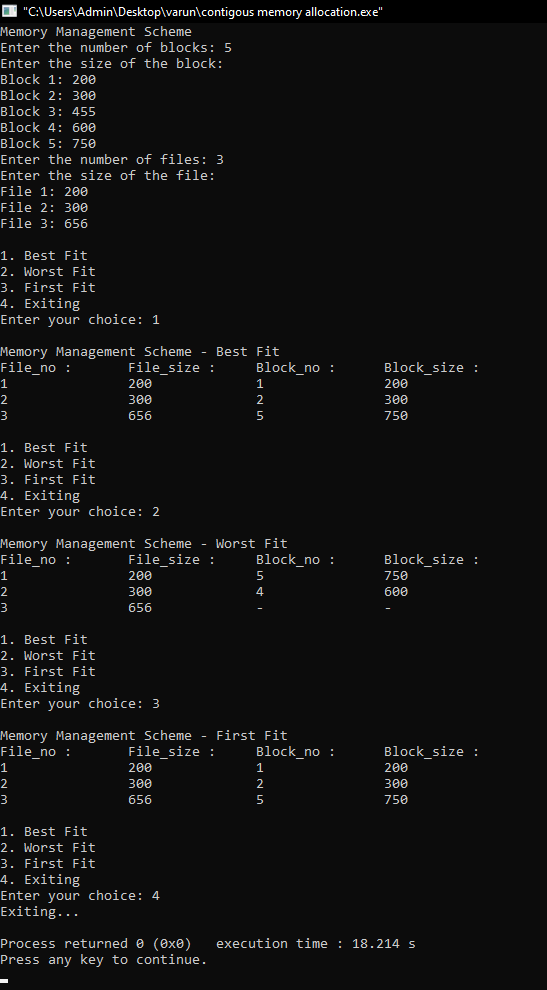 "C:\Users\Admin\Desktop\varun\contigous memory allocation.exe"
Memory Management Scheme
Enter the number of blocks: 5
Enter the size of the block:
Block 1: 200
Block 2: 300
Block 3: 455
Block 4: 600
Block 5: 750
Enter the number of files: 3
Enter the size of the file:
File 1: 200
File 2: 300
File 3: 656
1. Best Fit
2. Worst Fit
3. First Fit
4. Exiting
Enter your choice: 1
Memory Management Scheme - Best Fit
File_no :       File_size :     Block_no :      Block_size :
1               200             1               200
2               300             2               300
3               656             5               750
1. Best Fit
2. Worst Fit
3. First Fit
4. Exiting
Enter your choice: 2
Memory Management Scheme - Worst Fit
File_no :       File_size :     Block_no :      Block_size :
1               200             5               750
2               300             4               600
3               656             -               -
1. Best Fit
2. Worst Fit
3. First Fit
4. Exiting
Enter your choice: 3
Memory Management Scheme - First Fit
File_no :       File_size :     Block_no :      Block_size :
1               200             1               200
2               300             2               300
3               656             5               750
1. Best Fit
2. Worst Fit
3. First Fit
4. Exiting
Enter your choice: 4
Exiting...
Process returned 0 (0x0)   execution time : 18.214 s
Press any key to continue.